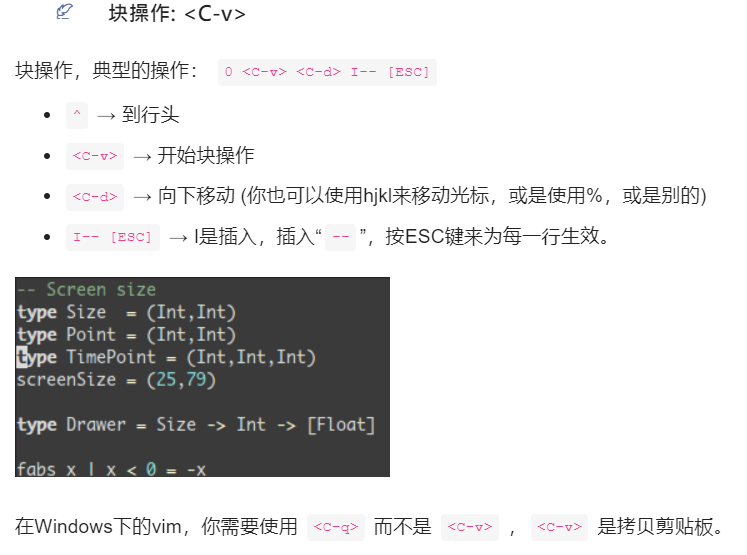 块操作: <C-v>
块操作，典型的操作： 0 <C-v> <C-d> I-- [ESC]
^ → 到行头
<C-v> → 开始块操作
<C-d> → 向下移动 (你也可以使用hjkl来移动光标，或是使用%，或是别的)
I-- [ESC] → I是插入，插入“--”，按ESC键来为每一行生效。
-- Screen size
type Size  = (Int,Int)
type Point = (Int,Int)
type TimePoint = (Int,Int,Int)
screenSize = (25,79)
type Drawer = Size -> Int -> [Float]
fabs x | x < 0 = -x
在Windows下的vim，你需要使用 <C-q> 而不是 <C-v> ，<C-v> 是拷贝剪贴板。